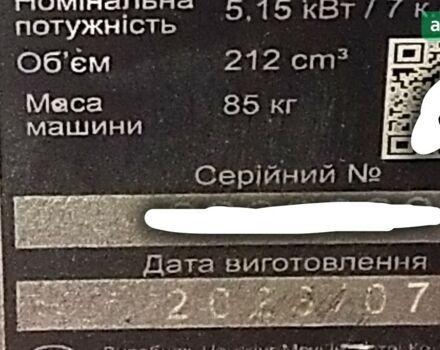 Номінальна 5,15 кВт / 7 к
потужність
Об'єм 212 cm³
Маса 85 кг
машини
Серійний №
Дата виготовлення
2023/07